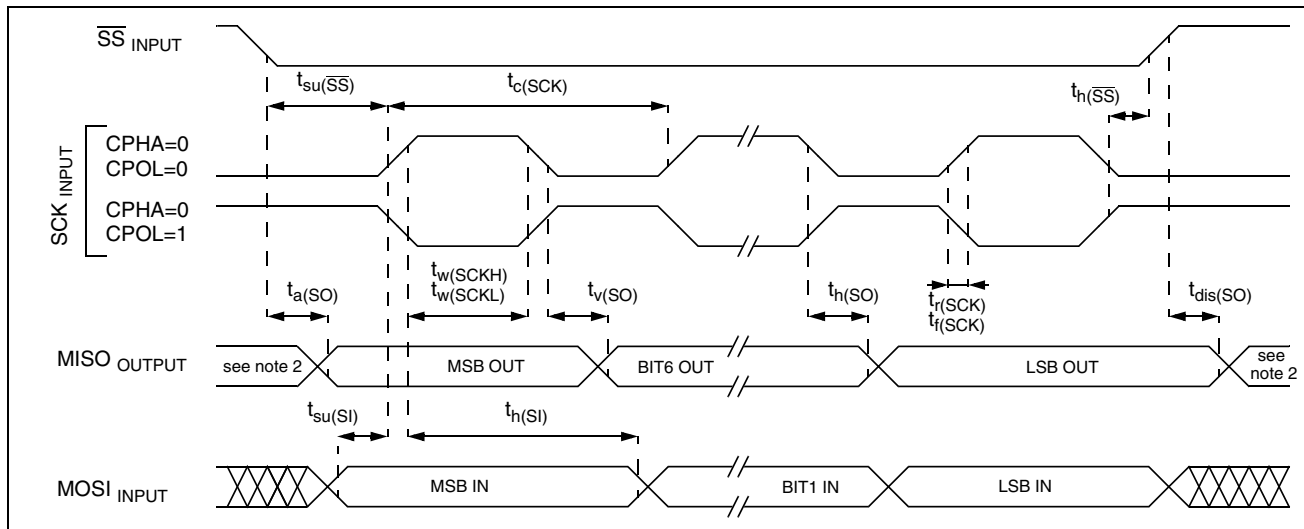 SS INPUT
tsu(SS)
tc(SCK)
th(SS)
SCK INPUT
CPHA=0
CPOL=0
CPHA=0
CPOL=1
ta(SO)
tw(SCKH)
tw(SCKL)
tv(SO)
th(SO)
tr(SCK)
tf(SCK)
tdis(SO)
MISO OUTPUT
see note 2
MSB OUT
BIT6 OUT
LSB OUT
see
note 2
tsu(SI)
th(SI)
MOSI INPUT
MSB IN
BIT1 IN
LSB IN